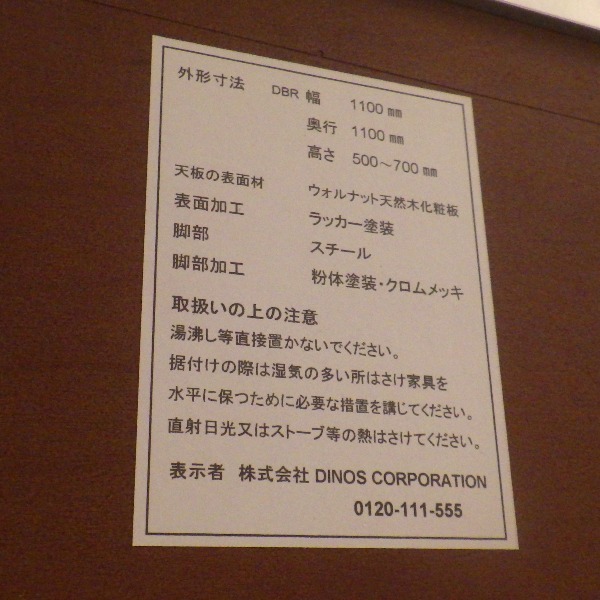 外形寸法 DBR 幅 1100 ㎜
奥行 1100 ㎜
高さ 500～700 ㎜
天板の表面材 ウォルナット天然木化粧板
表面加工 ラッカー塗装
脚部 スチール
脚部加工 粉体塗装・クロムメッキ
取扱いの上の注意
湯沸し等直接置かないでください。
据付けの際は湿気の多い所はさけ家具を
水平に保つために必要な措置を講じてください。
直射日光又はストーブ等の熱はさけてください。
表示者 株式会社 DINOS CORPORATION
0120-111-555